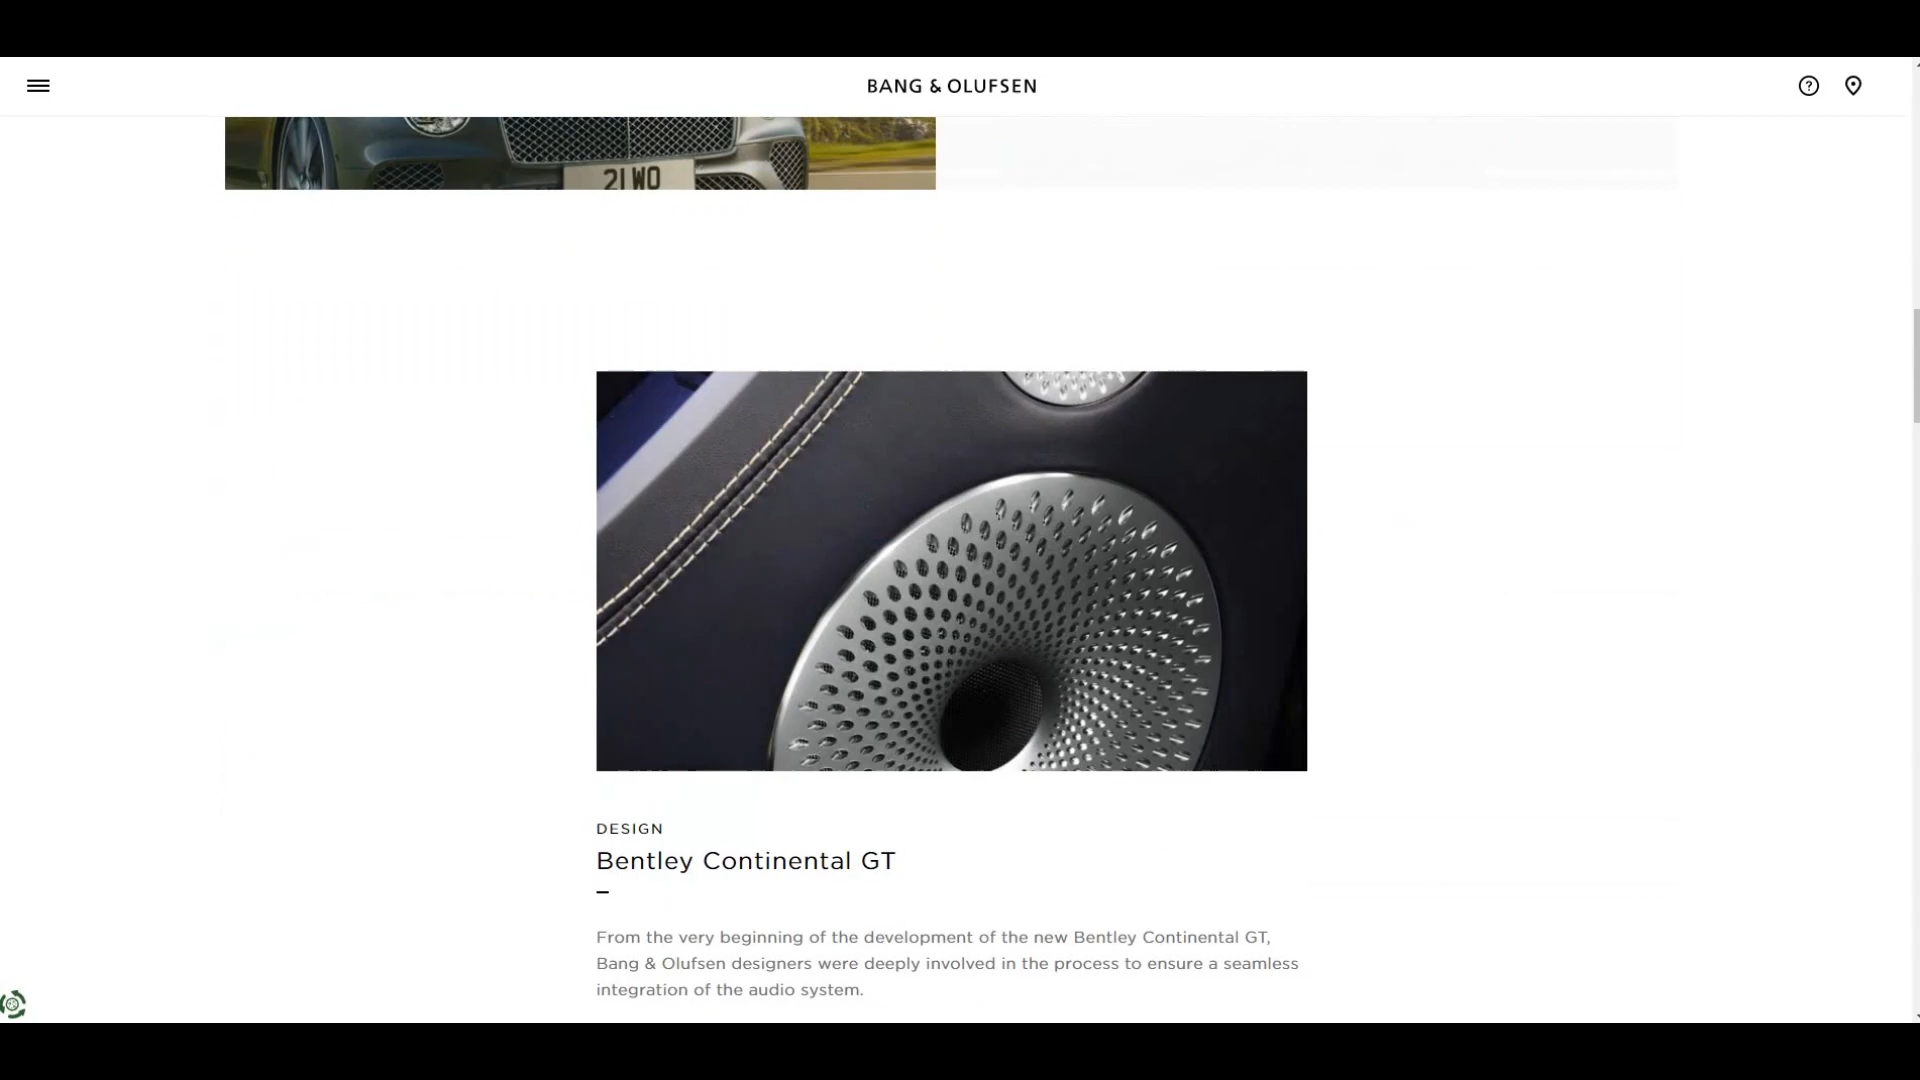 BANG & OLUFSEN
21 WO
DESIGN
Bentley Continental GT
From the very beginning of the development of the new Bentley Continental GT,
Bang & Olufsen designers were deeply involved in the process to ensure a seamless
integration of the audio system.